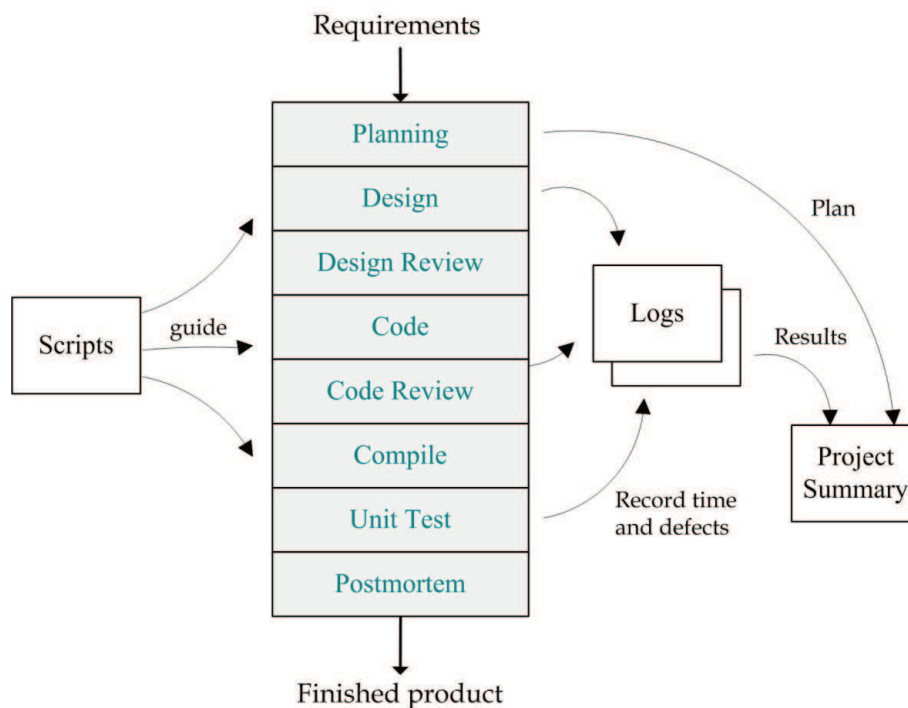 Requirements
Planning
Design
Plan
Design Review
Scripts
guide
Code
Logs
Results
Code Review
Compile
Project
Summary
Unit Test
Record time
and defects
Postmortem
Finished product